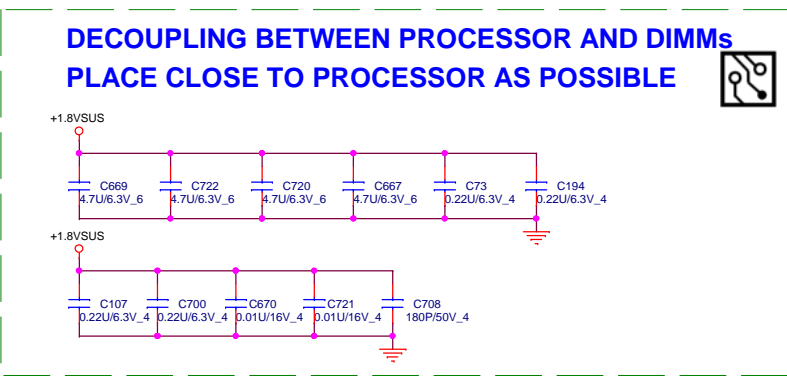 DECOUPLING BETWEEN PROCESSOR AND DIMMs
PLACE CLOSE TO PROCESSOR AS POSSIBLE
+1.8VSUS
C669 C722 C720 C667 C73 C194
4.7U/6.3V_6 4.7U/6.3V_6 4.7U/6.3V_6 4.7U/6.3V_6 0.22U/6.3V_4 0.22U/6.3V_4
+1.8VSUS
C107 C700 C670 C721 C708
0.22U/6.3V_4 0.22U/6.3V_4 0.01U/16V_4 0.01U/16V_4 180P/50V_4